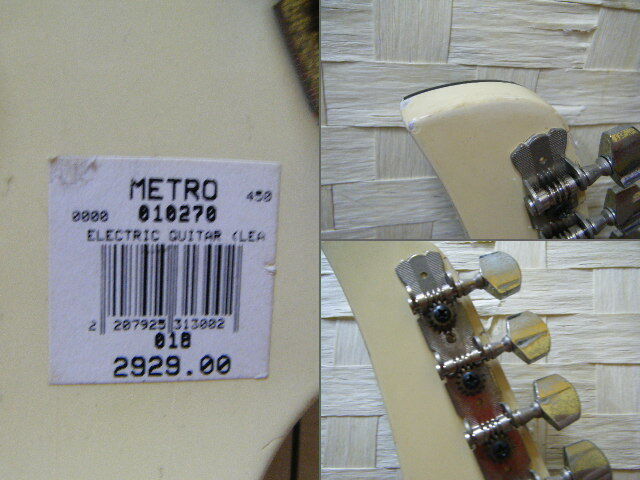 METRO 450
0000 010270
ELECTRIC GUITAR (LEA
2 207925 313002
018
2929.00